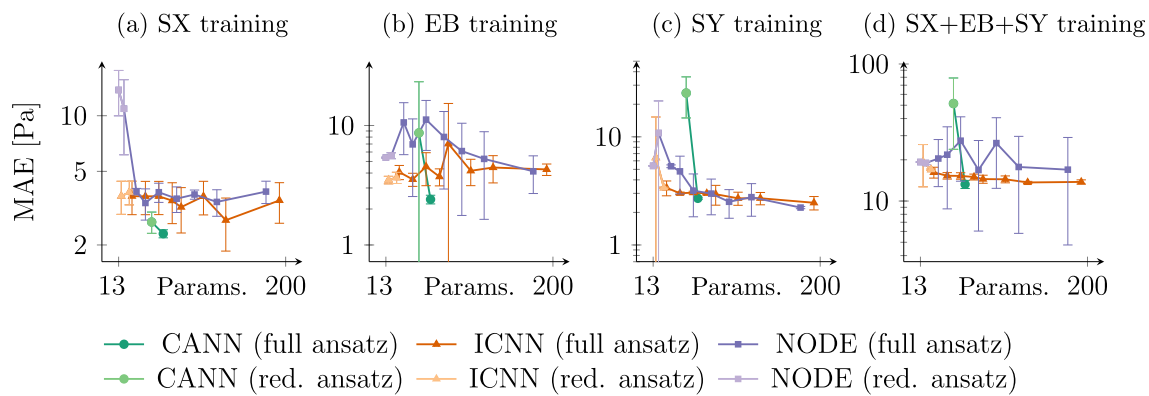 (a) SX training
(b) EB training
(c) SY training
(d) SX+EB+SY training
MAE [Pa]
10
5
2
13
Params.
200
10
1
13
Params.
200
10
1
13
Params.
200
100
10
13
Params.
200
CANN (full ansatz)
ICNN (full ansatz)
NODE (full ansatz)
CANN (red. ansatz)
ICNN (red. ansatz)
NODE (red. ansatz)